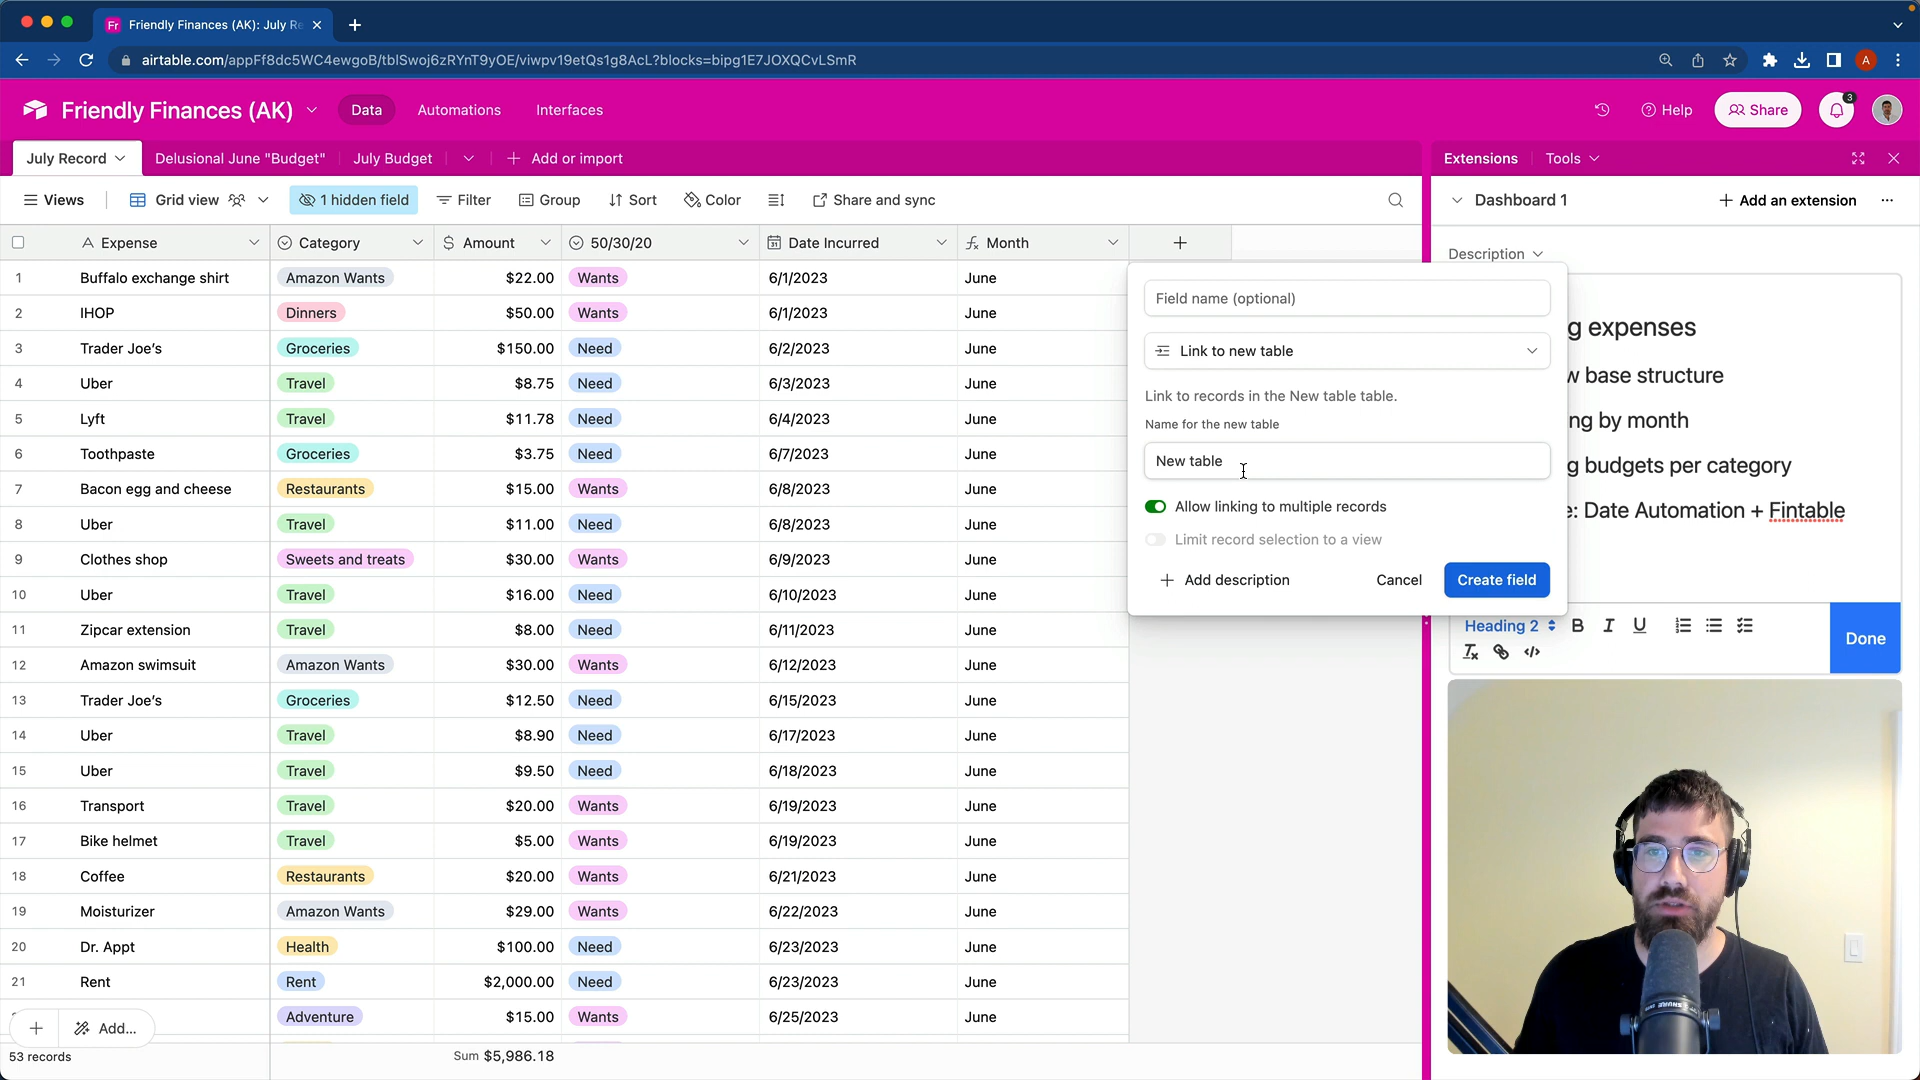 Fr Friendly Finances (AK): July Re
airtable.com/appFf8dc5WC4ewgoB/tblSwoj6zRYnT9yOE/viwpv19etQs1g8AcL?blocks=bipg1E7JOXQCvLSmR
A
Friendly Finances (AK) Data Automations Interfaces Help Share 3
July Record Delusional June "Budget" July Budget Add or import Extensions Tools
Views Grid view 1 hidden field Filter Group Sort Color Share and sync Dashboard 1 Add an extension
Expense Category Amount 50/30/20 Date Incurred Month
Description
1 Buffalo exchange shirt Amazon Wants $22.00 Wants 6/1/2023 June
2 IHOP Dinners $50.00 Wants 6/1/2023 June
3 Trader Joe's Groceries $150.00 Need 6/2/2023 June
4 Uber Travel $8.75 Need 6/3/2023 June
5 Lyft Travel $11.78 Need 6/4/2023 June
6 Toothpaste Groceries $3.75 Need 6/7/2023 June
7 Bacon egg and cheese Restaurants $15.00 Wants 6/8/2023 June
8 Uber Travel $11.00 Need 6/8/2023 June
9 Clothes shop Sweets and treats $30.00 Wants 6/9/2023 June
10 Uber Travel $16.00 Need 6/10/2023 June
11 Zipcar extension Travel $8.00 Need 6/11/2023 June
12 Amazon swimsuit Amazon Wants $30.00 Wants 6/12/2023 June
13 Trader Joe's Groceries $12.50 Need 6/15/2023 June
14 Uber Travel $8.90 Need 6/17/2023 June
15 Uber Travel $9.50 Need 6/18/2023 June
16 Transport Travel $20.00 Wants 6/19/2023 June
17 Bike helmet Travel $5.00 Wants 6/19/2023 June
18 Coffee Restaurants $20.00 Wants 6/21/2023 June
19 Moisturizer Amazon Wants $29.00 Wants 6/22/2023 June
20 Dr. Appt Health $100.00 Need 6/23/2023 June
21 Rent Rent $2,000.00 Need 6/23/2023 June
Adventure $15.00 Wants 6/25/2023 June
Add...
53 records Sum $5,986.18
Field name (optional)
Link to new table
Link to records in the New table table.
Name for the new table
New table
Allow linking to multiple records
Limit record selection to a view
Add description Cancel Create field
g expenses
w base structure
ng by month
g budgets per category
e: Date Automation + Fintable
Heading 2 B I U
Done